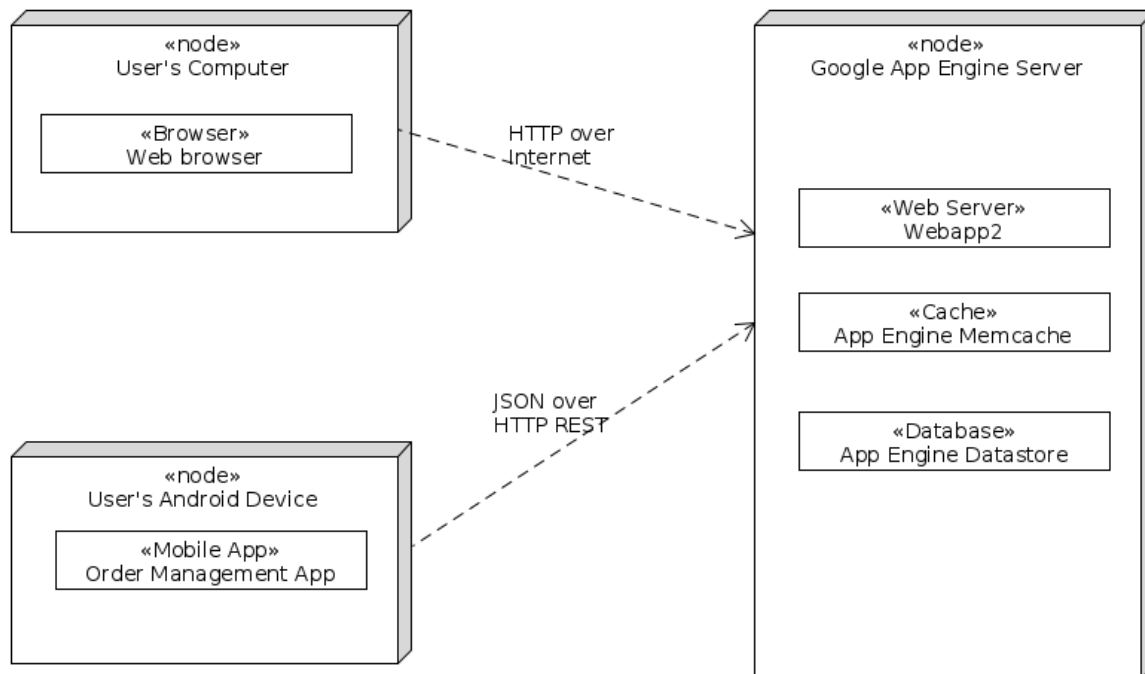 «node»
User's Computer
«Browser»
Web browser
HTTP over
Internet
«node»
Google App Engine Server
«Web Server»
Webapp2
«Cache»
App Engine Memcache
«Database»
App Engine Datastore
JSON over
HTTP REST
«node»
User's Android Device
«Mobile App»
Order Management App